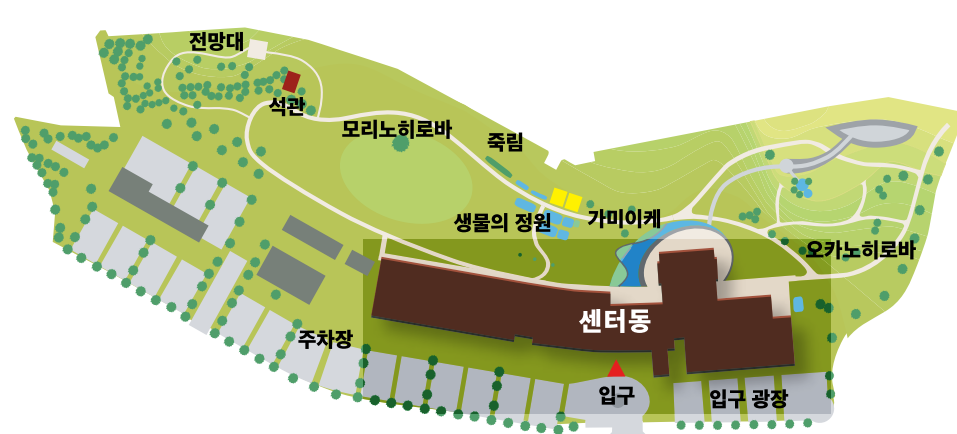 전망대
석관
모리노히로바
죽림
생물의 정원
가미이케
오카노히로바
센터동
주차장
입구
입구 광장